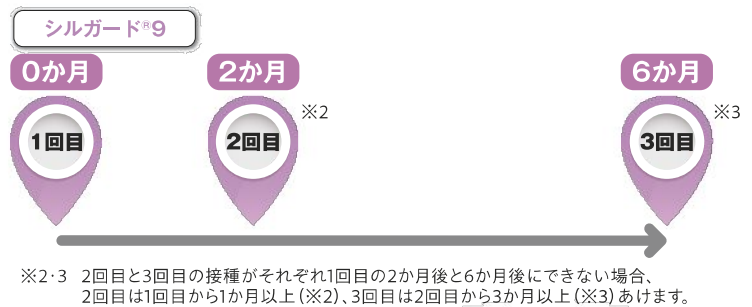 シルガード®9
0か月 2か月 6か月
※2 ※3
1回目 2回目 3回目
※2·3 2回目と3回目の接種がそれぞれ1回目の2か月後と6か月後にできない場合、
2回目は1回目から1か月以上(※2)、3回目は2回目から3か月以上(※3)あけます。